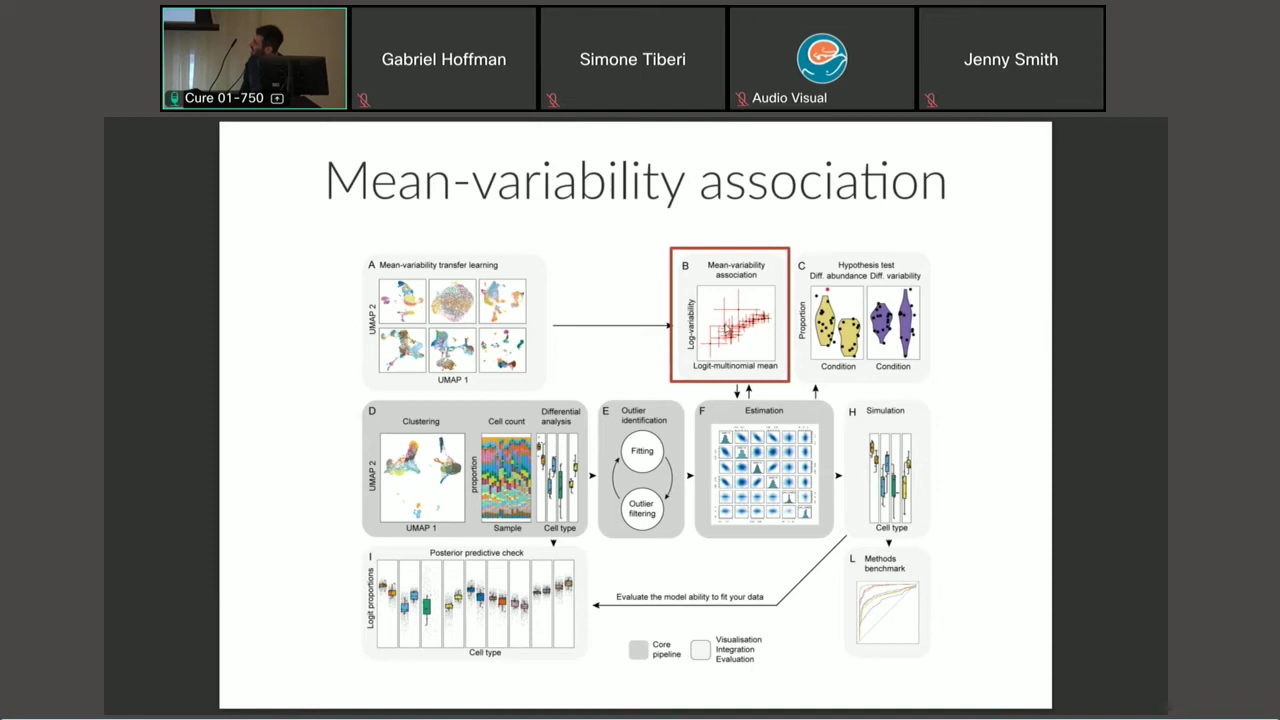 Cure 01-750
Gabriel Hoffman
Simone Tiberi
Audio Visual
Jenny Smith
Mean-variability association
A Mean-variability transfer learning
UMAP 2
UMAP 1
B Mean-variability
association
Log-variability
Logit-multinomial mean
C Hypothesis test
Diff. abundance Diff. variability
Proportion
Condition Condition
D Clustering
UMAP 2
UMAP 1
Cell count
proportion
Sample
Differential
analysis
Cell type
E Outlier
identification
Fitting
Outlier
filtering
F Estimation
H Simulation
Cell type
I Posterior predictive check
Logit proportions
Cell type
Evaluate the model ability to fit your data
L Methods
benchmark
Core
pipeline
Visualisation
Integration
Evaluation